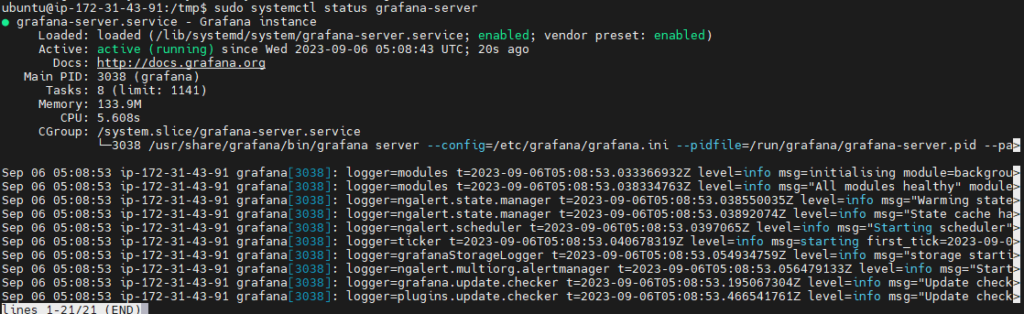 ubuntu@ip-172-31-43-91:/tmp$ sudo systemctl status grafana-server
● grafana-server.service - Grafana instance
Loaded: loaded (/lib/systemd/system/grafana-server.service; enabled; vendor preset: enabled)
Active: active (running) since Wed 2023-09-06 05:08:43 UTC; 20s ago
Docs: http://docs.grafana.org
Main PID: 3038 (grafana)
Tasks: 8 (limit: 1141)
Memory: 133.9M
CPU: 5.608s
CGroup: /system.slice/grafana-server.service
└─3038 /usr/share/grafana/bin/grafana server --config=/etc/grafana/grafana.ini --pidfile=/run/grafana/grafana-server.pid --pa>
Sep 06 05:08:53 ip-172-31-43-91 grafana[3038]: logger=modules t=2023-09-06T05:08:53.033366932Z level=info msg=initialising module=backgrou>
Sep 06 05:08:53 ip-172-31-43-91 grafana[3038]: logger=modules t=2023-09-06T05:08:53.038334763Z level=info msg="All modules healthy" module>
Sep 06 05:08:53 ip-172-31-43-91 grafana[3038]: logger=ngalert.state.manager t=2023-09-06T05:08:53.038550035Z level=info msg="Warming state>
Sep 06 05:08:53 ip-172-31-43-91 grafana[3038]: logger=ngalert.state.manager t=2023-09-06T05:08:53.03892074Z level=info msg="State cache ha>
Sep 06 05:08:53 ip-172-31-43-91 grafana[3038]: logger=ngalert.scheduler t=2023-09-06T05:08:53.0397065Z level=info msg="Starting scheduler">
Sep 06 05:08:53 ip-172-31-43-91 grafana[3038]: logger=ticker t=2023-09-06T05:08:53.040678319Z level=info msg=starting first_tick=2023-09-0>
Sep 06 05:08:53 ip-172-31-43-91 grafana[3038]: logger=grafanaStorageLogger t=2023-09-06T05:08:53.054934759Z level=info msg="storage starti>
Sep 06 05:08:53 ip-172-31-43-91 grafana[3038]: logger=ngalert.multiorg.alertmanager t=2023-09-06T05:08:53.056479133Z level=info msg="Start>
Sep 06 05:08:53 ip-172-31-43-91 grafana[3038]: logger=grafana.update.checker t=2023-09-06T05:08:53.195067304Z level=info msg="Update check>
Sep 06 05:08:53 ip-172-31-43-91 grafana[3038]: logger=plugins.update.checker t=2023-09-06T05:08:53.466541761Z level=info msg="Update check>
lines 1-21/21 (END)